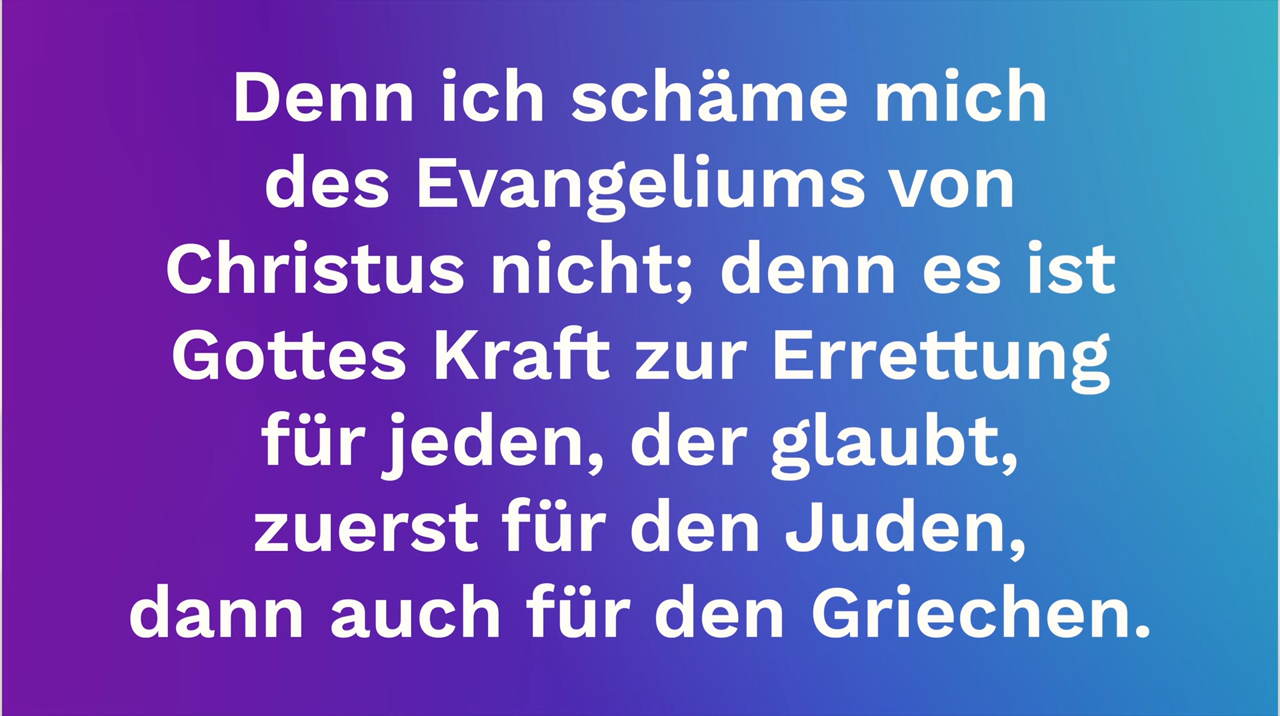 Denn ich schäme mich
des Evangeliums von
Christus nicht; denn es ist
Gottes Kraft zur Errettung
für jeden, der glaubt,
zuerst für den Juden,
dann auch für den Griechen.